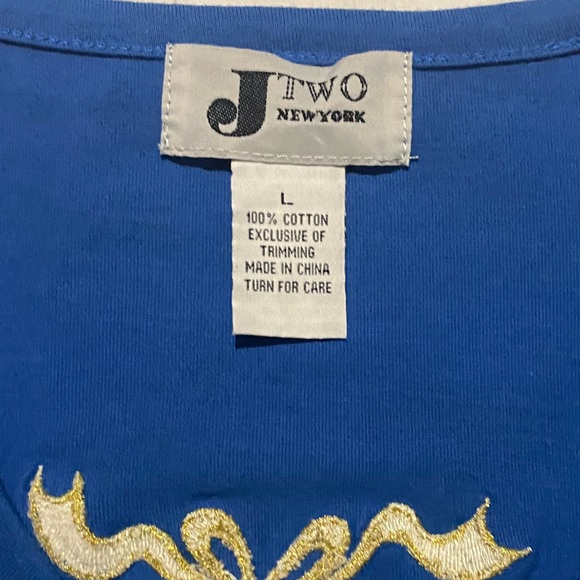 J TWO
NEW YORK
L
100% COTTON
EXCLUSIVE OF
TRIMMING
MADE IN CHINA
TURN FOR CARE